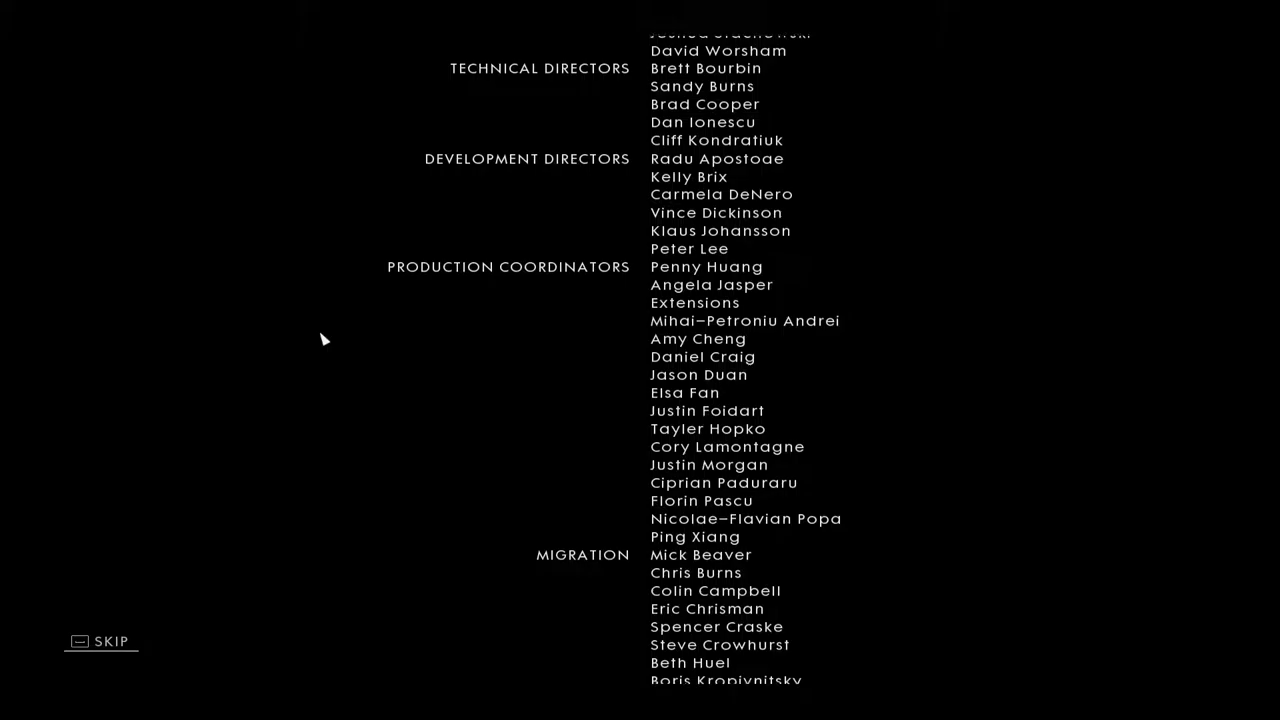 David Worsham
TECHNICAL DIRECTORS Brett Bourbin
Sandy Burns
Brad Cooper
Dan Ionescu
Cliff Kondratiuk
DEVELOPMENT DIRECTORS Radu Apostoae
Kelly Brix
Carmela DeNero
Vince Dickinson
Klaus Johansson
Peter Lee
PRODUCTION COORDINATORS Penny Huang
Angela Jasper
Extensions
Mihai-Petroniu Andrei
Amy Cheng
Daniel Craig
Jason Duan
Elsa Fan
Justin Foidart
Tayler Hopko
Cory Lamontagne
Justin Morgan
Ciprian Paduraru
Florin Pascu
Nicolae-Flavian Popa
Ping Xiang
MIGRATION Mick Beaver
Chris Burns
Colin Campbell
Eric Chrisman
Spencer Craske
Steve Crowhurst
SKIP
Beth Huel
Boris Kropivnitsky